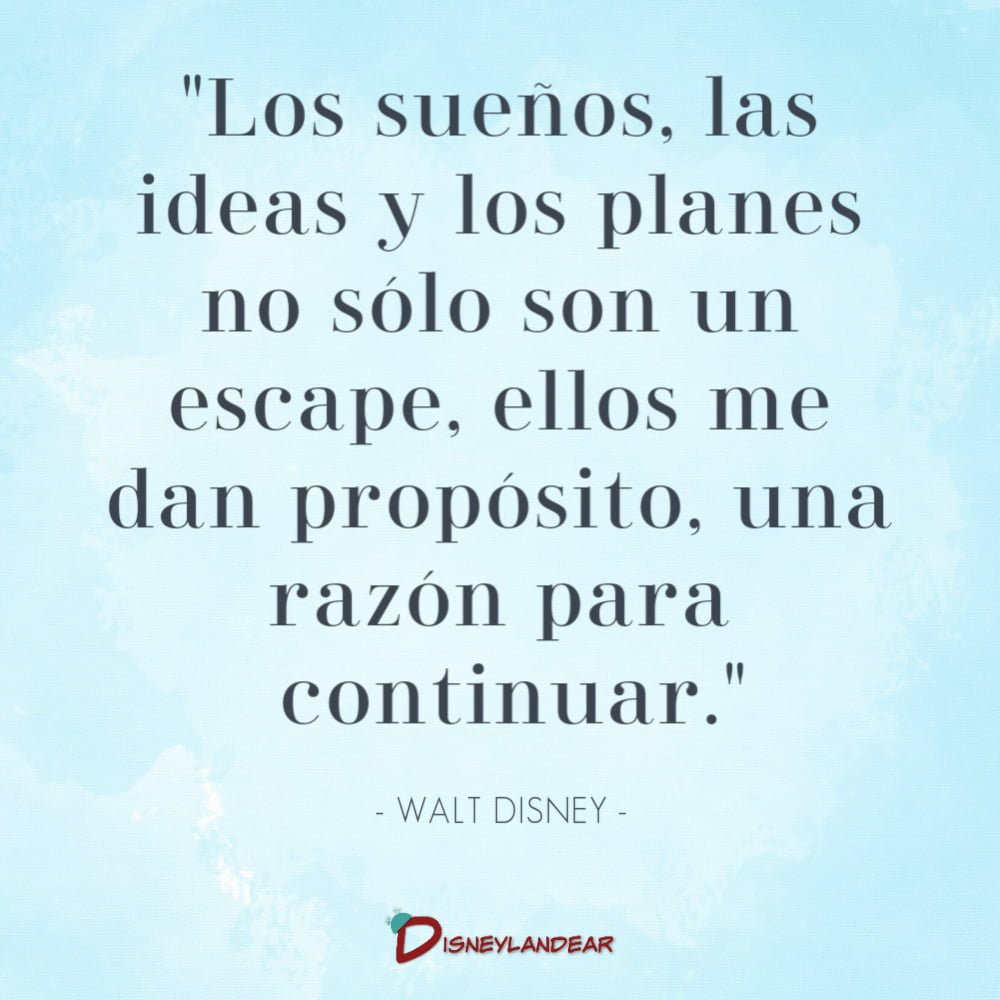 "Los sueños, las
ideas y los planes
no sólo son un
escape, ellos me
dan propósito, una
razón para
continuar."
- WALT DISNEY -
DISNEYLANDEAR